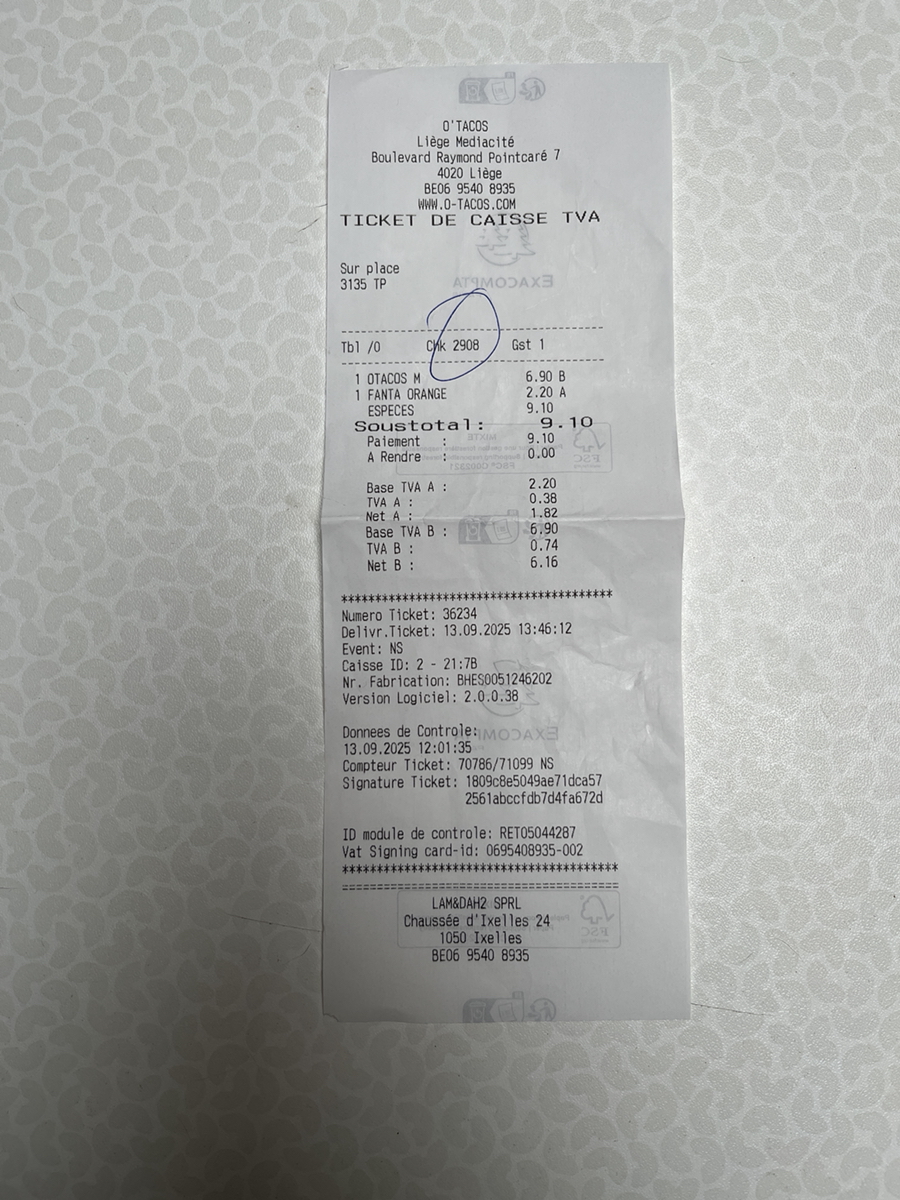 O'TACOS
Liège Mediacité
Boulevard Raymond Pointcaré 7
4020 Liège
BE06 9540 8935
WWW.O-TACOS.COM
TICKET DE CAISSE TVA
EXACOMPTA
Sur place
3135 TP
Tbl /0 Chk 2908 Gst 1
1 OTACOS M 6.90 B
1 FANTA ORANGE 2.20 A
ESPECES 9.10
Soustotal: 9.10
MIXTE
Paiement : 9.10
A Rendre : 0.00
FSC
Base TVA A : 2.20
TVA A : 0.38
Net A : 1.82
Base TVA B : 6.90
TVA B : 0.74
Net B : 6.16
****************************************
Numero Ticket: 36234
Delivr.Ticket: 13.09.2025 13:46:12
Event: NS
Caisse ID: 2 - 21:7B
Nr. Fabrication: BHES0051246202
Version Logiciel: 2.0.0.38
Donnees de Controle:
EXACOMPTA
13.09.2025 12:01:35
Compteur Ticket: 70786/71099 NS
Signature Ticket: 1809c8e5049ae71dca57
2561abccfdb7d4fa672d
ID module de controle: RET05044287
Vat Signing card-id: 0695408935-002
****************************************
========================================
LAM&DAH2 SPRL
Chaussée d'Ixelles 24
1050 Ixelles
BE06 9540 8935
FSC